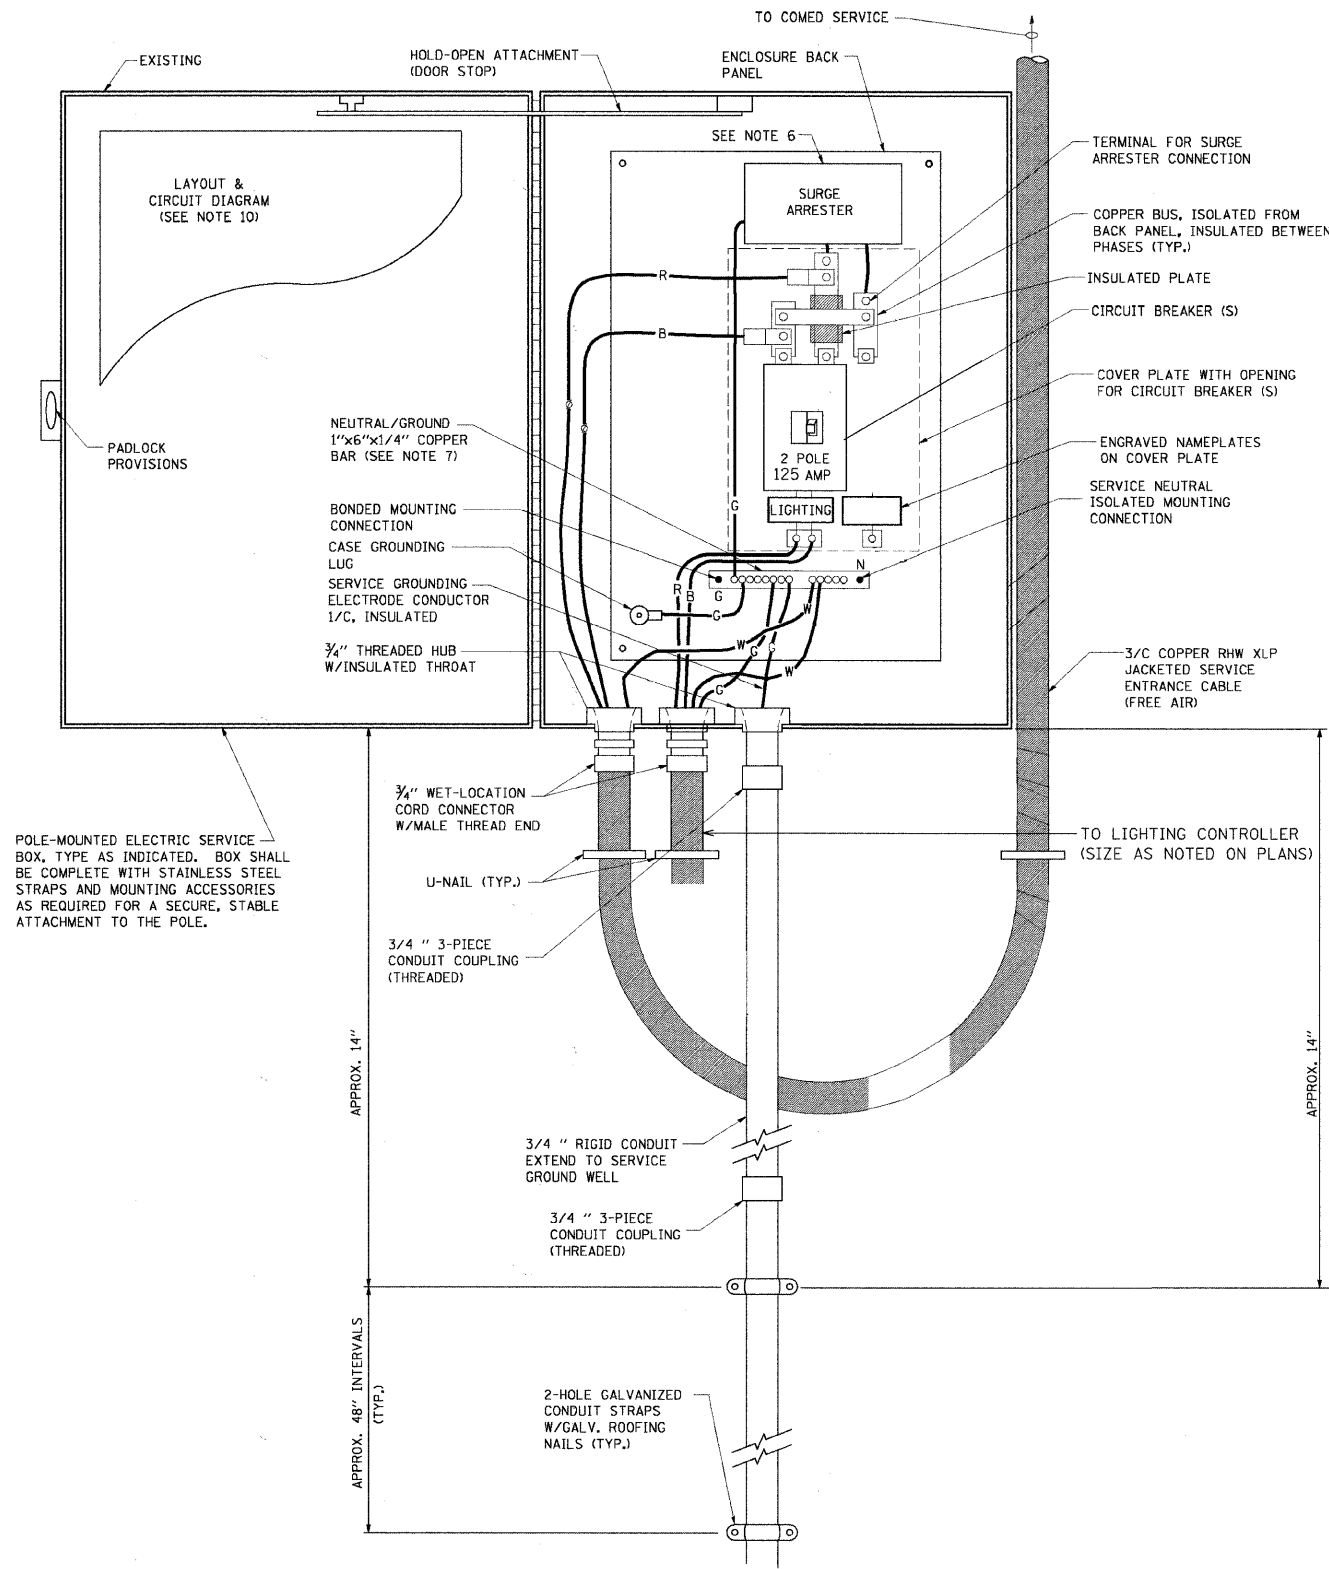 TO COMED SERVICE
EXISTING
HOLD-OPEN ATTACHMENT
(DOOR STOP)
ENCLOSURE BACK
PANEL
SEE NOTE 6
TERMINAL FOR SURGE
ARRESTER CONNECTION
LAYOUT &
CIRCUIT DIAGRAM
(SEE NOTE 10)
SURGE
ARRESTER
COPPER BUS, ISOLATED FROM
BACK PANEL, INSULATED BETWEEN
PHASES (TYP.)
R
INSULATED PLATE
B
CIRCUIT BREAKER (S)
COVER PLATE WITH OPENING
FOR CIRCUIT BREAKER (S)
NEUTRAL/GROUND
1"x6"x1/4" COPPER
BAR (SEE NOTE 7)
PADLOCK
PROVISIONS
2 POLE
125 AMP
ENGRAVED NAMEPLATES
ON COVER PLATE
SERVICE NEUTRAL
ISOLATED MOUNTING
CONNECTION
BONDED MOUNTING
CONNECTION
G
LIGHTING
CASE GROUNDING
LUG
N
SERVICE GROUNDING
ELECTRODE CONDUCTOR
1/C, INSULATED
R
B
G
G
W
W
G
G
W
G
3/4" THREADED HUB
W/INSULATED THROAT
3/C COPPER RHW XLP
JACKETED SERVICE
ENTRANCE CABLE
(FREE AIR)
3/4" WET-LOCATION
CORD CONNECTOR
W/MALE THREAD END
POLE-MOUNTED ELECTRIC SERVICE
BOX, TYPE AS INDICATED. BOX SHALL
BE COMPLETE WITH STAINLESS STEEL
STRAPS AND MOUNTING ACCESSORIES
AS REQUIRED FOR A SECURE, STABLE
ATTACHMENT TO THE POLE.
TO LIGHTING CONTROLLER
(SIZE AS NOTED ON PLANS)
U-NAIL (TYP.)
3/4 " 3-PIECE
CONDUIT COUPLING
(THREADED)
APPROX. 14"
APPROX. 14"
3/4 " RIGID CONDUIT
EXTEND TO SERVICE
GROUND WELL
3/4 " 3-PIECE
CONDUIT COUPLING
(THREADED)
APPROX. 48" INTERVALS
(TYP.)
2-HOLE GALVANIZED
CONDUIT STRAPS
W/GALV. ROOFING
NAILS (TYP.)